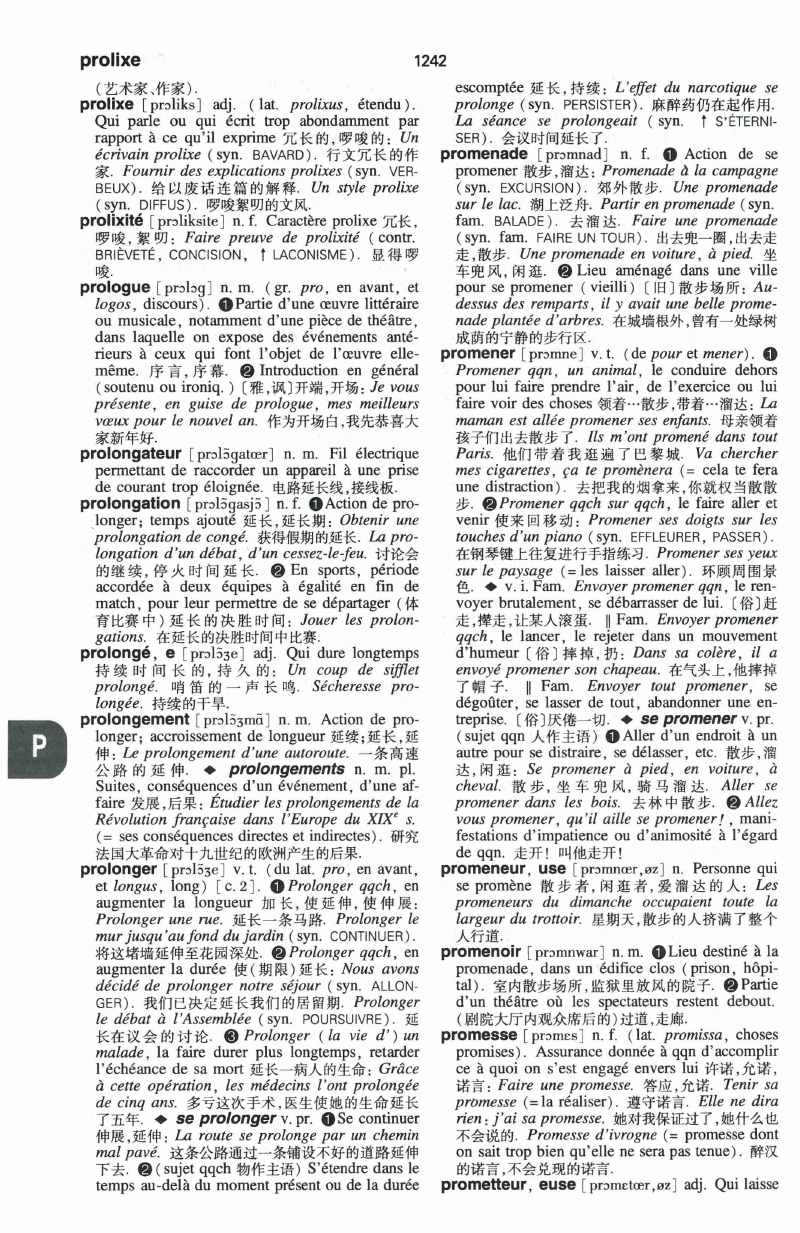 prolixe
1242
(艺术家、作家).
prolixe [prɔliks] adj. (lat. prolixus, étendu).
Qui parle ou qui écrit trop abondamment par
rapport à ce qu'il exprime 冗长的,啰唆的: Un
écrivain prolixe (syn. BAVARD). 行文冗长的作
家. Fournir des explications prolixes (syn. VER-
BEUX). 给以废话连篇的解释. Un style prolixe
(syn. DIFFUS). 啰唆絮叨的文风.
prolixité [prɔliksite] n. f. Caractère prolixe 冗长,
啰唆,絮叨: Faire preuve de prolixité (contr.
BRIÈVETÉ, CONCISION, ↑ LACONISME). 显得啰
唆.
prologue [prɔlɔg] n. m. (gr. pro, en avant, et
logos, discours). ❶Partie d'une œuvre littéraire
ou musicale, notamment d'une pièce de théâtre,
dans laquelle on expose des événements anté-
rieurs à ceux qui font l'objet de l'œuvre elle-
même. 序言,序幕. ❷ Introduction en général
(soutenu ou ironiq.)〔雅,讽〕开端,开场: Je vous
présente, en guise de prologue, mes meilleurs
vœux pour le nouvel an. 作为开场白,我先恭喜大
家新年好.
prolongateur [prɔlɔ̃gatœr] n. m. Fil électrique
permettant de raccorder un appareil à une prise
de courant trop éloignée. 电路延长线,接线板.
prolongation [prɔlɔ̃gasjɔ̃] n. f. ❶Action de pro-
longer; temps ajouté 延长,延长期: Obtenir une
prolongation de congé. 获得假期的延长. La pro-
longation d'un débat, d'un cessez-le-feu. 讨论会
的继续,停火时间延长. ❷ En sports, période
accordée à deux équipes à égalité en fin de
match, pour leur permettre de se départager (体
育比赛中)延长的决胜时间: Jouer les prolon-
gations. 在延长的决胜时间中比赛.
prolongé, e [prɔlɔ̃ʒe] adj. Qui dure longtemps
持续时间长的,持久的: Un coup de sifflet
prolongé. 哨笛的一声长鸣. Sécheresse pro-
longée. 持续的干旱.
prolongement [prɔlɔ̃ʒmɑ̃] n. m. Action de pro-
longer; accroissement de longueur 延续;延长,延
伸: Le prolongement d'une autoroute. 一条高速
公路的延伸. ◆ prolongements n. m. pl.
Suites, conséquences d'un événement, d'une af-
faire 发展,后果: Étudier les prolongements de la
Révolution française dans l'Europe du XIXᵉ s.
(= ses conséquences directes et indirectes). 研究
法国大革命对十九世纪的欧洲产生的后果.
prolonger [prɔlɔ̃ʒe] v. t. (du lat. pro, en avant,
et longus, long) [c. 2]. ❶Prolonger qqch, en
augmenter la longueur 加长,使延伸,使伸展:
Prolonger une rue. 延长一条马路. Prolonger le
mur jusqu'au fond du jardin (syn. CONTINUER).
将这堵墙延伸至花园深处. ❷Prolonger qqch, en
augmenter la durée 使(期限)延长: Nous avons
décidé de prolonger notre séjour (syn. ALLON-
GER). 我们已决定延长我们的居留期. Prolonger
le débat à l'Assemblée (syn. POURSUIVRE). 延
长在议会的讨论. ❸ Prolonger (la vie d') un
malade, la faire durer plus longtemps, retarder
l'échéance de sa mort 延长一病人的生命: Grâce
à cette opération, les médecins l'ont prolongée
de cinq ans. 多亏这次手术,医生使她的生命延长
了五年. ◆ se prolonger v. pr. ❶Se continuer
伸展,延伸: La route se prolonge par un chemin
mal pavé. 这条公路通过一条铺设不好的道路延伸
下去. ❷(sujet qqch 物作主语) S'étendre dans le
temps au-delà du moment présent ou de la durée
escomptée 延长,持续: L'effet du narcotique se
prolonge (syn. PERSISTER). 麻醉药仍在起作用.
La séance se prolongeait (syn. ↑ S'ÉTERNI-
SER). 会议时间延长了.
promenade [prɔmnad] n. f. ❶ Action de se
promener 散步,溜达: Promenade à la campagne
(syn. EXCURSION). 郊外散步. Une promenade
sur le lac. 湖上泛舟. Partir en promenade (syn.
fam. BALADE). 去溜达. Faire une promenade
(syn. fam. FAIRE UN TOUR). 出去兜一圈,出去走
走,散步. Une promenade en voiture, à pied. 坐
车兜风,闲逛. ❷Lieu aménagé dans une ville
pour se promener (vieilli)〔旧〕散步场所: Au-
dessus des remparts, il y avait une belle prome-
nade plantée d'arbres. 在城墙根外,曾有一处绿树
成荫的宁静的步行区.
promener [prɔmne] v. t. (de pour et mener). ❶
Promener qqn, un animal, le conduire dehors
pour lui faire prendre l'air, de l'exercice ou lui
faire voir des choses 领着…散步,带着…溜达: La
maman est allée promener ses enfants. 母亲领着
孩子们出去散步了. Ils m'ont promené dans tout
Paris. 他们带着我逛遍了巴黎城. Va chercher
mes cigarettes, ça te promènera (= cela te fera
une distraction). 去把我的烟拿来,你就权当散散
步. ❷Promener qqch sur qqch, le faire aller et
venir 使来回移动: Promener ses doigts sur les
touches d'un piano (syn. EFFLEURER, PASSER).
在钢琴键上往复进行手指练习. Promener ses yeux
sur le paysage (= les laisser aller). 环顾周围景
色. ◆ v. i. Fam. Envoyer promener qqn, le ren-
voyer brutalement, se débarrasser de lui.〔俗〕赶
走,撵走,让某人滚蛋. ‖ Fam. Envoyer promener
qqch, le lancer, le rejeter dans un mouvement
d'humeur〔俗〕摔掉,扔: Dans sa colère, il a
envoyé promener son chapeau. 在气头上,他摔掉
了帽子. ‖ Fam. Envoyer tout promener, se
dégoûter, se lasser de tout, abandonner une en-
treprise.〔俗〕厌倦一切. ◆ se promener v. pr.
(sujet qqn 人作主语) ❶Aller d'un endroit à un
autre pour se distraire, se délasser, etc. 散步,溜
达,闲逛: Se promener à pied, en voiture, à
cheval. 散步, 坐车兜风, 骑马溜达. Aller se
promener dans les bois. 去林中散步. ❷ Allez
vous promener, qu'il aille se promener!, mani-
festations d'impatience ou d'animosité à l'égard
de qqn. 走开! 叫他走开!
promeneur, euse [prɔmnœr,øz] n. Personne qui
se promène 散步者,闲逛者,爱溜达的人: Les
promeneurs du dimanche occupaient toute la
largeur du trottoir. 星期天,散步的人挤满了整个
人行道.
promenoir [prɔmnwar] n. m. ❶Lieu destiné à la
promenade, dans un édifice clos (prison, hôpi-
tal). 室内散步场所,监狱里放风的院子. ❷Partie
d'un théâtre où les spectateurs restent debout.
(剧院大厅内观众席后的)过道,走廊.
promesse [prɔmɛs] n. f. (lat. promissa, choses
promises). Assurance donnée à qqn d'accomplir
ce à quoi on s'est engagé envers lui 许诺,允诺,
诺言: Faire une promesse. 答应,允诺. Tenir sa
promesse (= la réaliser). 遵守诺言. Elle ne dira
rien: j'ai sa promesse. 她对我保证过了,她什么也
不会说的. Promesse d'ivrogne (= promesse dont
on sait trop bien qu'elle ne sera pas tenue). 醉汉
的诺言,不会兑现的诺言.
prometteur, euse [prɔmɛtœr,øz] adj. Qui laisse
P